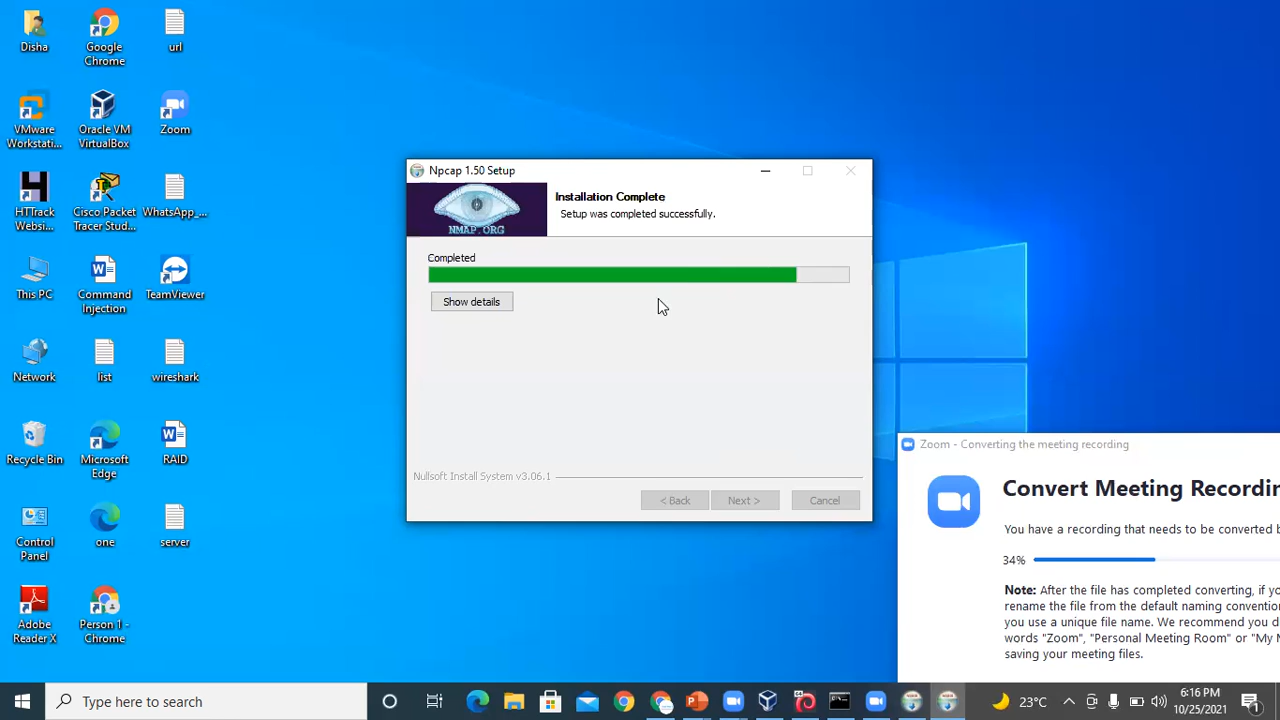 Disha
Google
Chrome
url
VMware
Workstati...
Oracle VM
VirtualBox
Zoom
HTTrack
Websi...
Cisco Packet
Tracer Stud...
WhatsApp_...
This PC
Command
Injection
TeamViewer
Network
list
wireshark
Recycle Bin
Microsoft
Edge
RAID
Control
Panel
one
server
Adobe
Reader X
Person 1 -
Chrome
Npcap 1.50 Setup
NMAP.ORG
Installation Complete
Setup was completed successfully.
Completed
Show details
Nullsoft Install System v3.06.1
< Back
Next >
Cancel
Zoom - Converting the meeting recording
Convert Meeting Recordin
You have a recording that needs to be converted b
34%
Note: After the file has completed converting, if yo
rename the file from the default naming conventio
you use a unique file name. We recommend you d
words "Zoom", "Personal Meeting Room" or "My M
saving your meeting files.
Type here to search
23°C
6:16 PM
10/25/2021
1